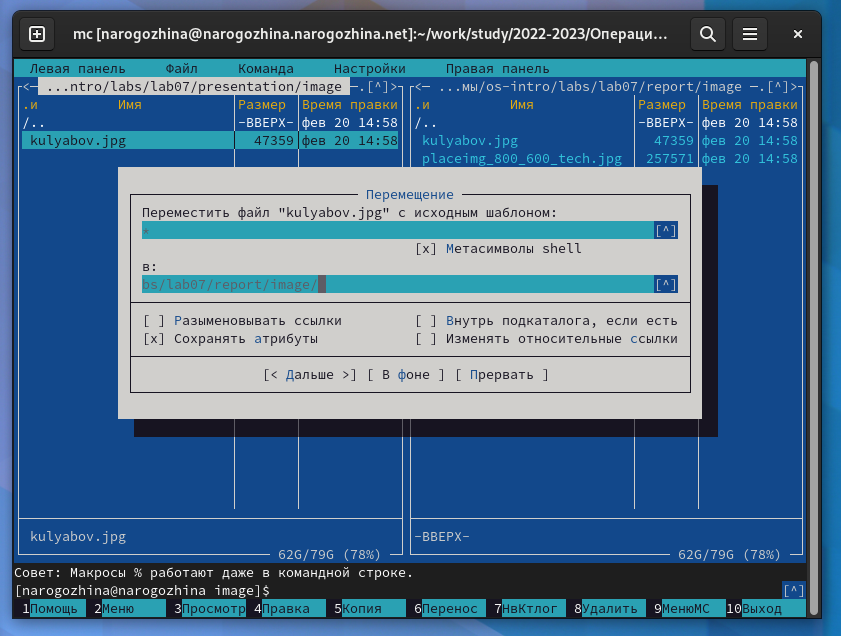 mc [narogozhina@narogozhina.narogozhina.net]:~/work/study/2022-2023/Операци...
Левая панель Файл Команда Настройки Правая панель
<— ...ntro/labs/lab07/presentation/image —.[^]> <— ...мы/os-intro/labs/lab07/report/image —.[^]>
.и Имя Размер Время правки .и Имя Размер Время правки
/.. -ВВЕРХ- фев 20 14:58 /.. -ВВЕРХ- фев 20 14:58
kulyabov.jpg 47359 фев 20 14:58 kulyabov.jpg 47359 фев 20 14:58
placeimg_800_600_tech.jpg 257571 фев 20 14:58
Перемещение
Переместить файл "kulyabov.jpg" с исходным шаблоном:
* [^]
[x] Метасимволы shell
в:
bs/lab07/report/image/ [^]
[ ] Разыменовывать ссылки [ ] Внутрь подкаталога, если есть
[x] Сохранять атрибуты [ ] Изменять относительные ссылки
[< Дальше >] [ В фоне ] [ Прервать ]
kulyabov.jpg -ВВЕРХ-
62G/79G (78%) 62G/79G (78%)
Совет: Макросы % работают даже в командной строке.
[narogozhina@narogozhina image]$ [^]
1Помощь 2Меню 3Просмотр 4Правка 5Копия 6Перенос 7НвКтлог 8Удалить 9МенюМС 10Выход